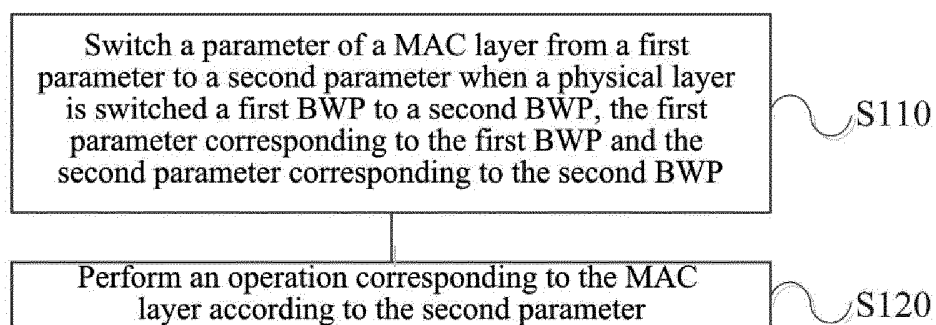 Switch a parameter of a MAC layer from a first
parameter to a second parameter when a physical layer
is switched a first BWP to a second BWP, the first
parameter corresponding to the first BWP and the
second parameter corresponding to the second BWP
S110
Perform an operation corresponding to the MAC
layer according to the second parameter
S120